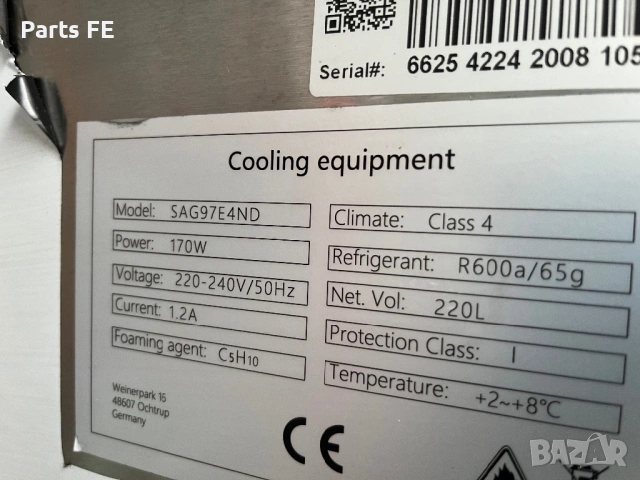 Parts FE
Serial#: 6625 4224 2008 105
Cooling equipment
Model: SAG97E4ND
Power: 170W
Voltage: 220-240V/50Hz
Current: 1.2A
Foaming agent: C5H10
Climate: Class 4
Refrigerant: R600a/65g
Net. Vol: 220L
Protection Class: I
Temperature: +2~+8°C
Weinerpark 16
48607 Ochtrup
Germany
CE
BAZAR